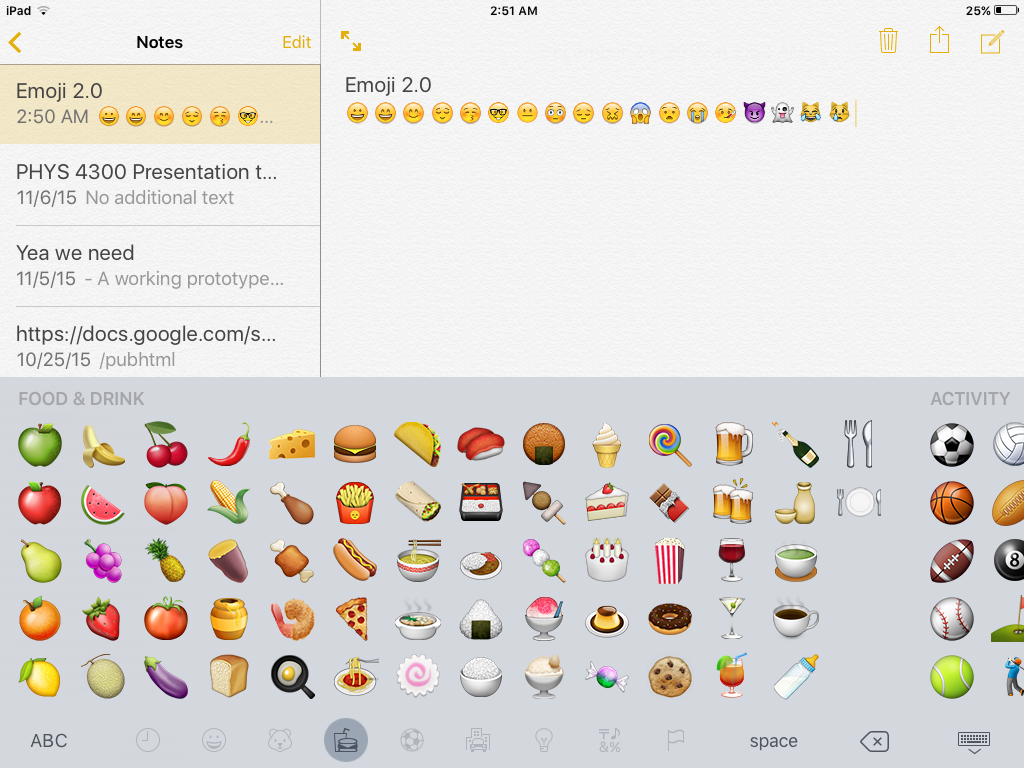 iPad 2:51 AM 25%
Notes Edit
Emoji 2.0
2:50 AM 😀😄😊😌😚🤓...
PHYS 4300 Presentation t...
11/6/15 No additional text
Yea we need
11/5/15 - A working prototype...
https://docs.google.com/s...
10/25/15 /pubhtml
Emoji 2.0
😀😄😊😌😚🤓😐😳😔😖😱😧😭🤒😈👻😹😿
FOOD & DRINK ACTIVITY
8
ABC &% space